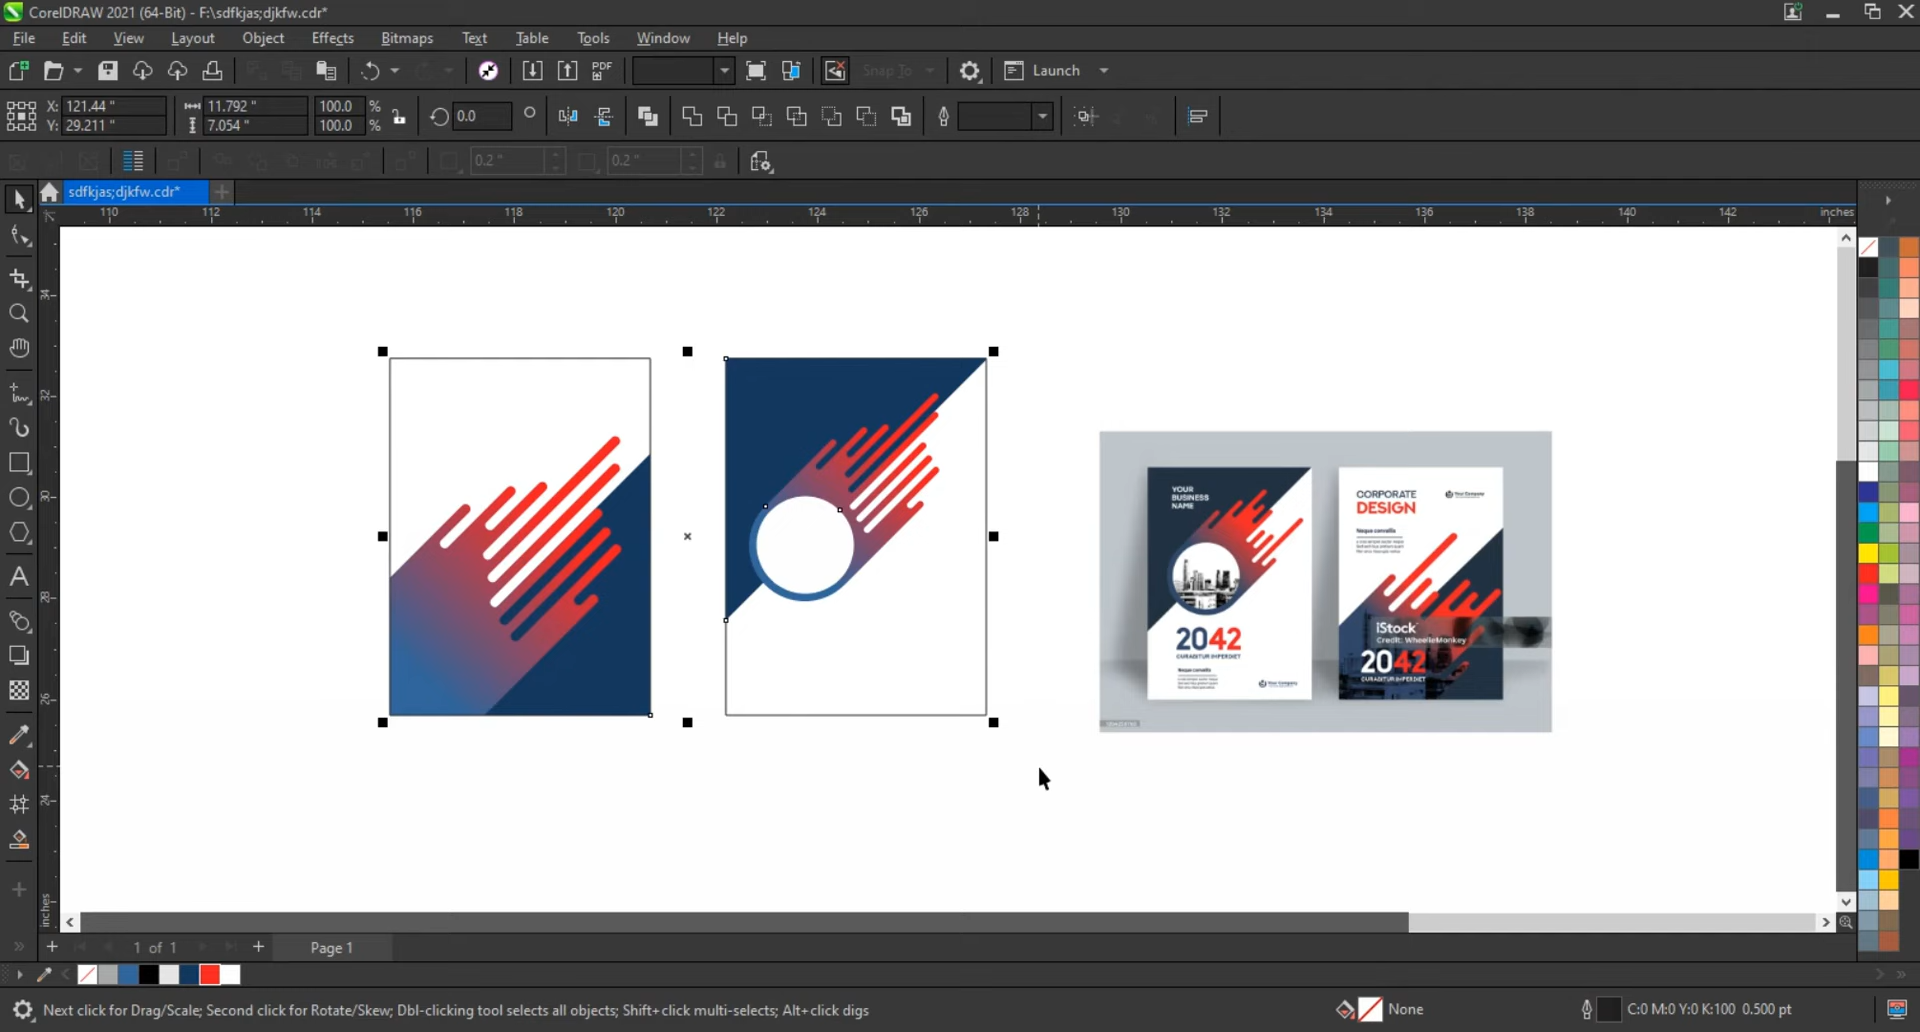 CorelDRAW 2021 (64-Bit) - F:\sdfkjas;djkfw.cdr*
File Edit View Layout Object Effects Bitmaps Text Table Tools Window Help
PDF Snap To Launch
X: 121.44 " 11.792 " 100.0 % 0.0
Y: 29.211 " 7.054 " 100.0 %
0.2 " 0.2 "
sdfkjas;djkfw.cdr*
110 112 114 116 118 120 122 124 126 128 130 132 134 136 138 140 142 inches
34
32
30
28
26
24
inches
YOUR
BUSINESS
NAME
2042
CURABITUR IMPERDIET
Neque convallis
Your Company
CORPORATE
DESIGN
Your Company
Neque convallis
iStock
Credit: WheelieMonkey
2042
CURABITUR IMPERDIET
1 of 1 Page 1
Next click for Drag/Scale; Second click for Rotate/Skew; Dbl-clicking tool selects all objects; Shift+click multi-selects; Alt+click digs
None C:0 M:0 Y:0 K:100 0.500 pt